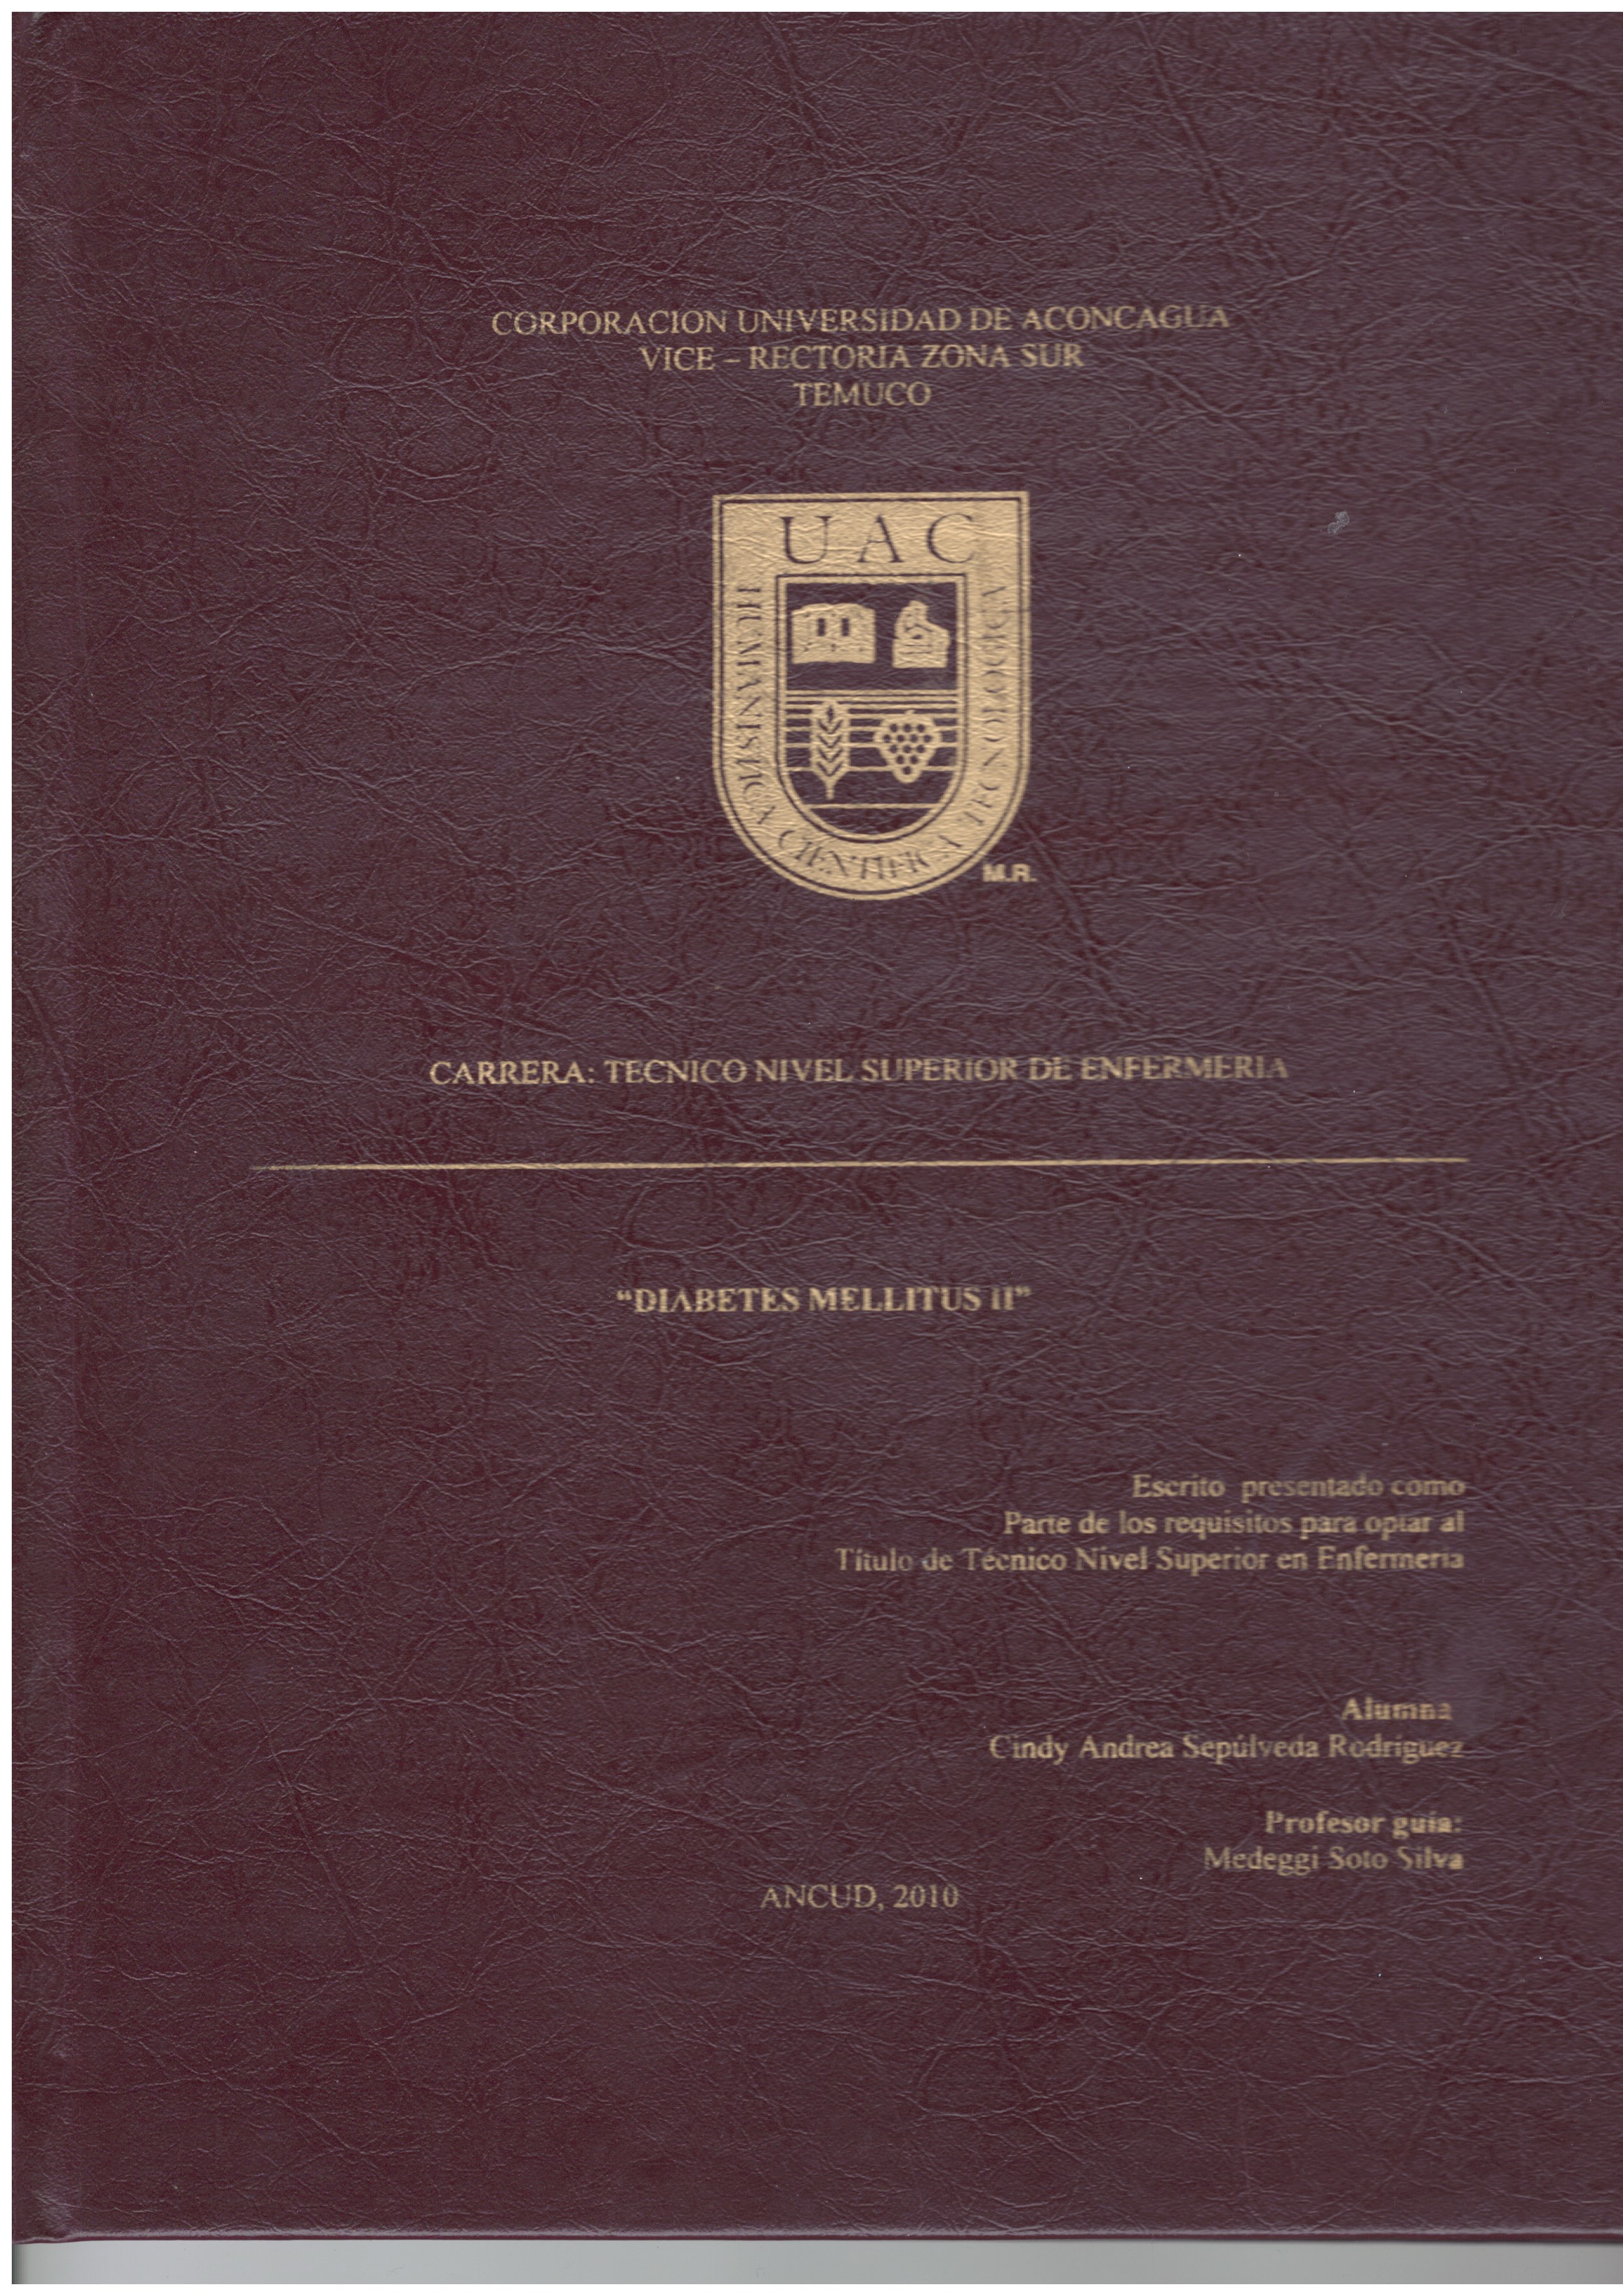 CORPORACION UNIVERSIDAD DE ACONCAGUA
VICE – RECTORIA ZONA SUR
TEMUCO
UAC
HUMANISTICA CIENTIFICA TECNOLOGICA
M.R.
CARRERA: TECNICO NIVEL SUPERIOR DE ENFERMERIA
“DIABETES MELLITUS II”
Escrito presentado como
Parte de los requisitos para optar al
Título de Técnico Nivel Superior en Enfermería
Alumna
Cindy Andrea Sepúlveda Rodríguez
Profesor guía:
Medeggi Soto Silva
ANCUD, 2010